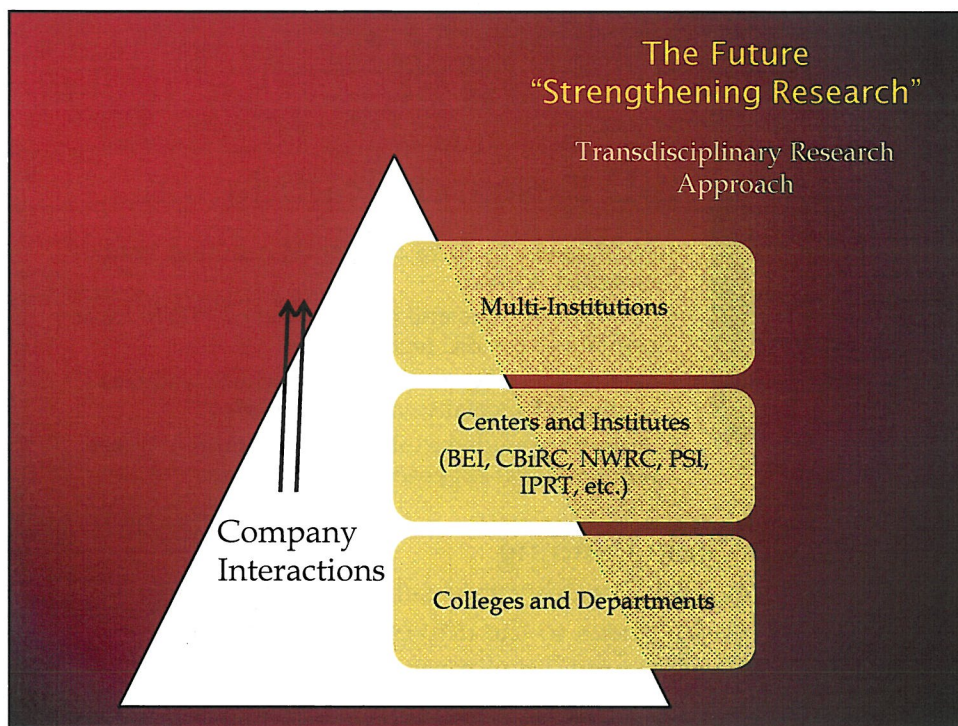 The Future
“Strengthening Research”
Transdisciplinary Research
Approach
Multi-Institutions
Centers and Institutes
(BEI, CBiRC, NWRC, PSI,
IPRT, etc.)
Company
Interactions
Colleges and Departments